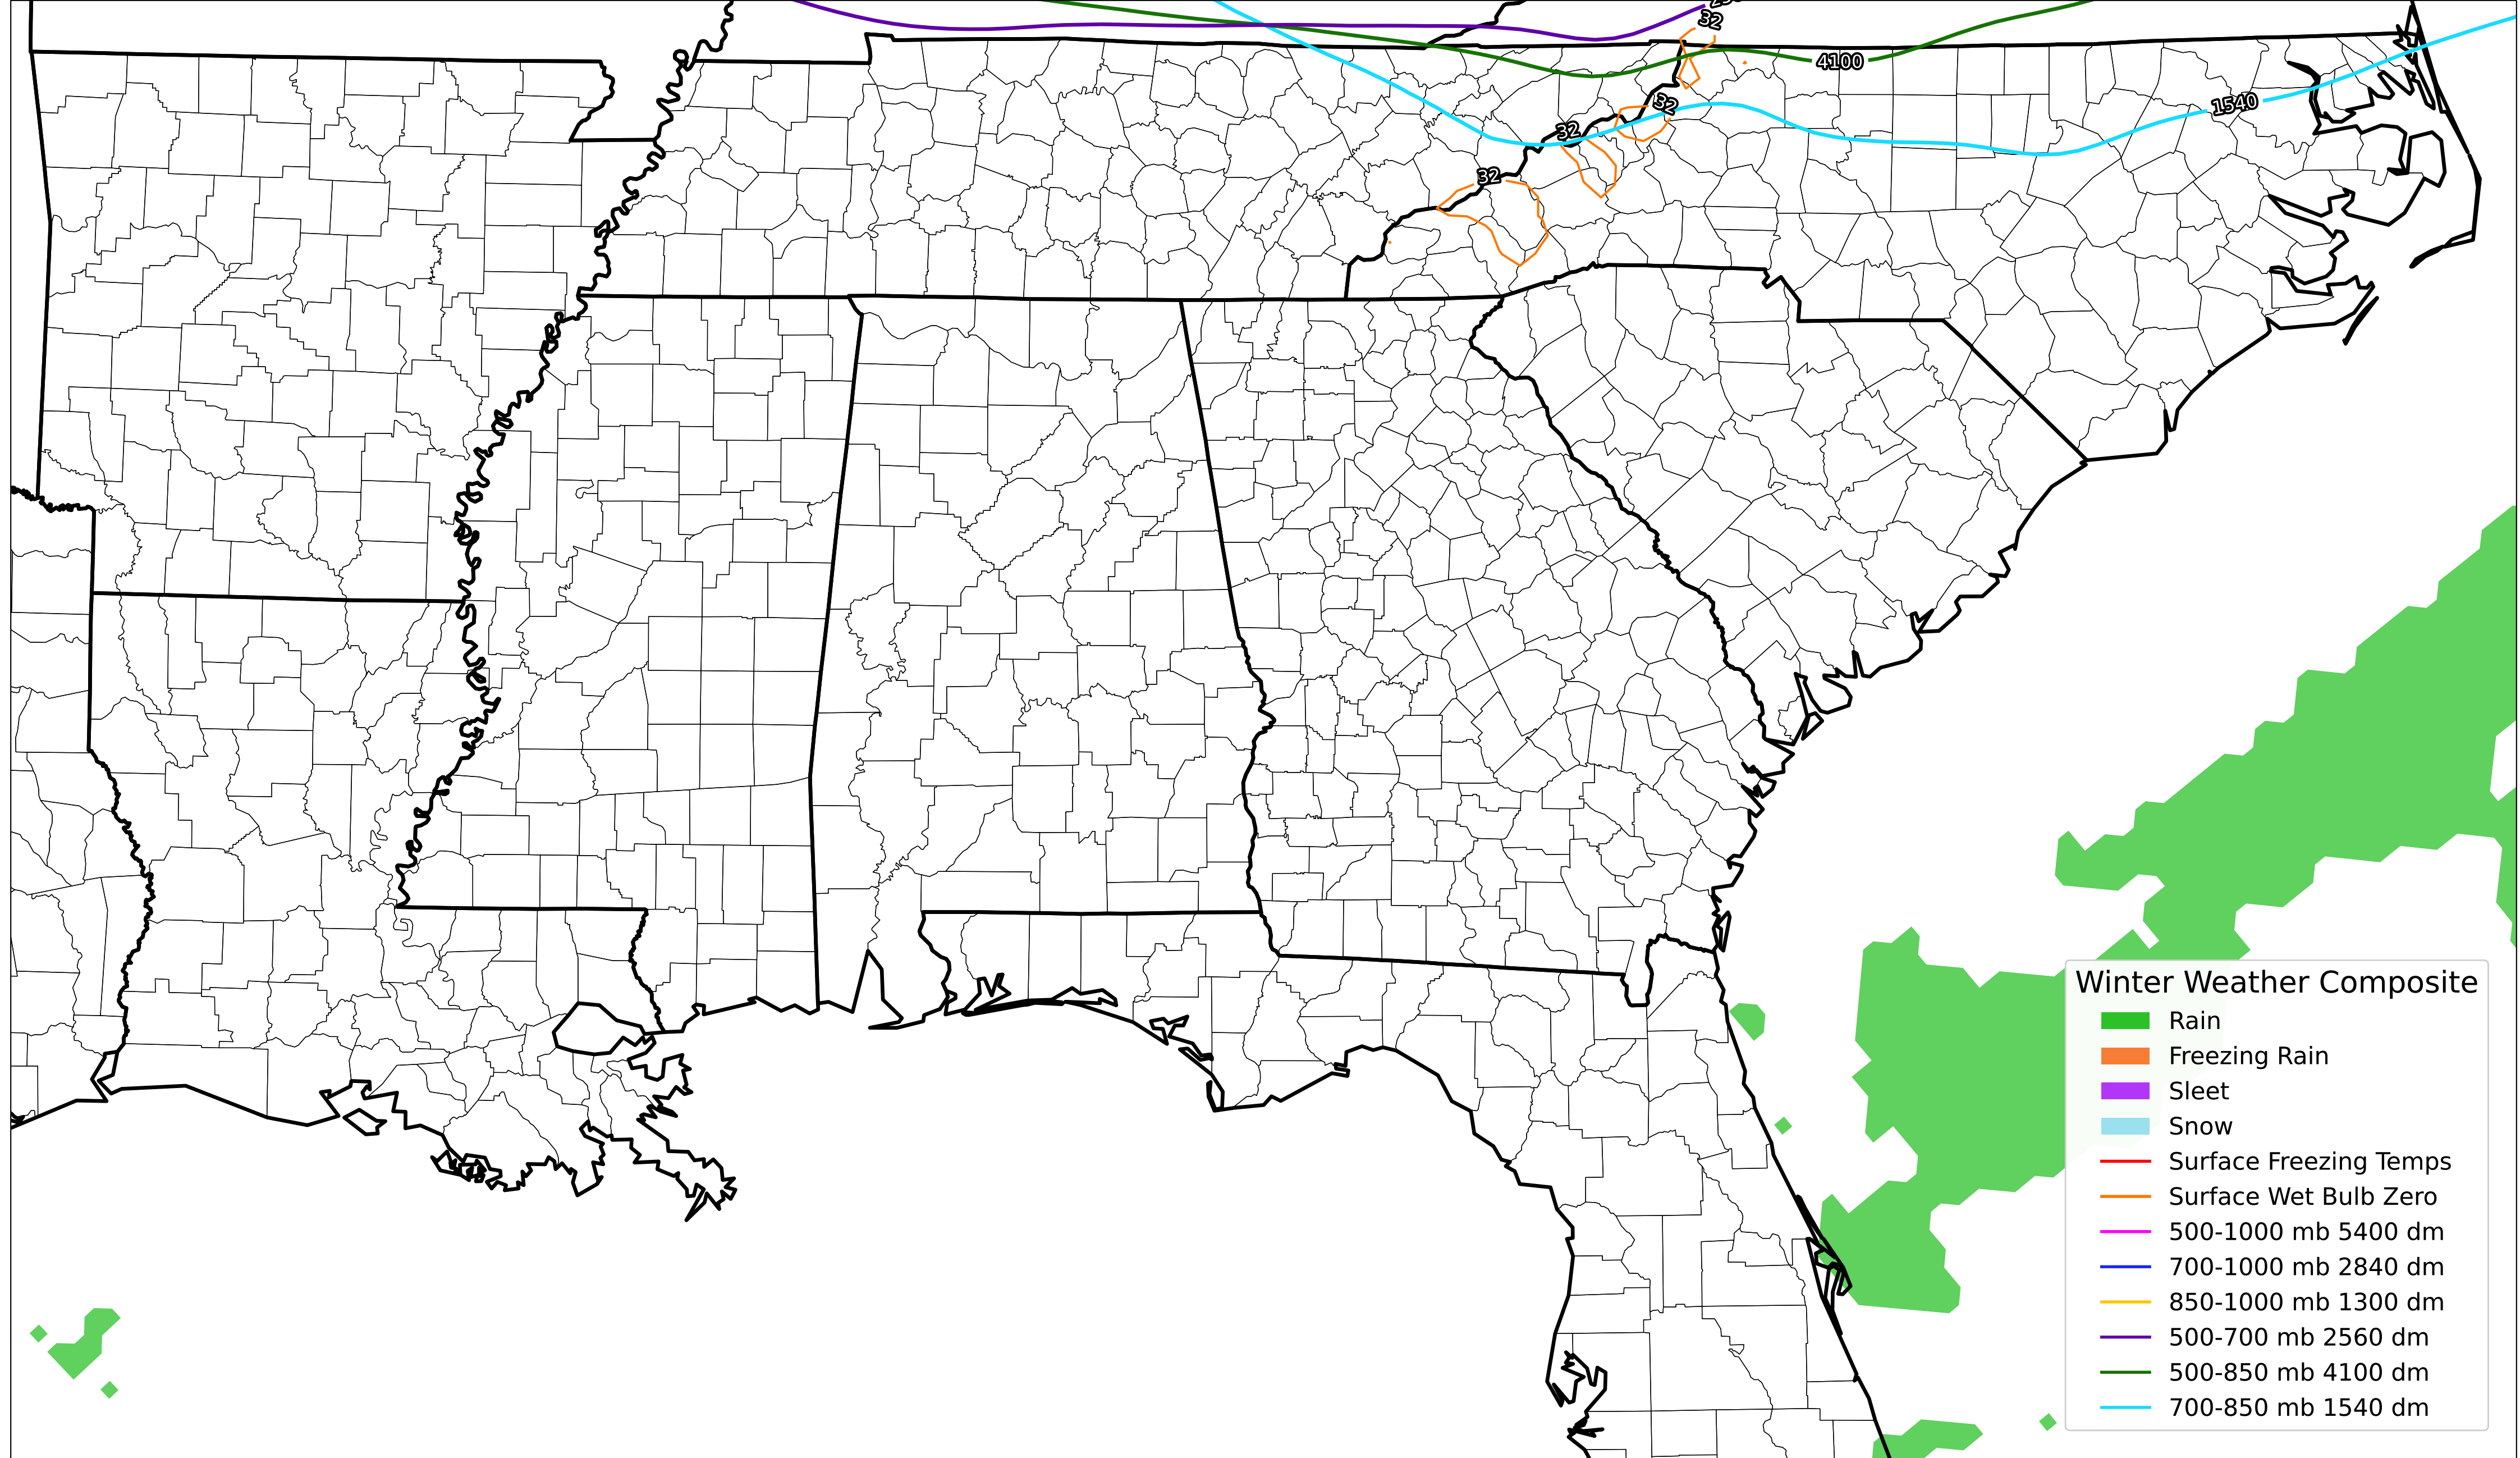 32
4100
32
1540
32
32
Winter Weather Composite
Rain
Freezing Rain
Sleet
Snow
Surface Freezing Temps
Surface Wet Bulb Zero
500-1000 mb 5400 dm
700-1000 mb 2840 dm
850-1000 mb 1300 dm
500-700 mb 2560 dm
500-850 mb 4100 dm
700-850 mb 1540 dm